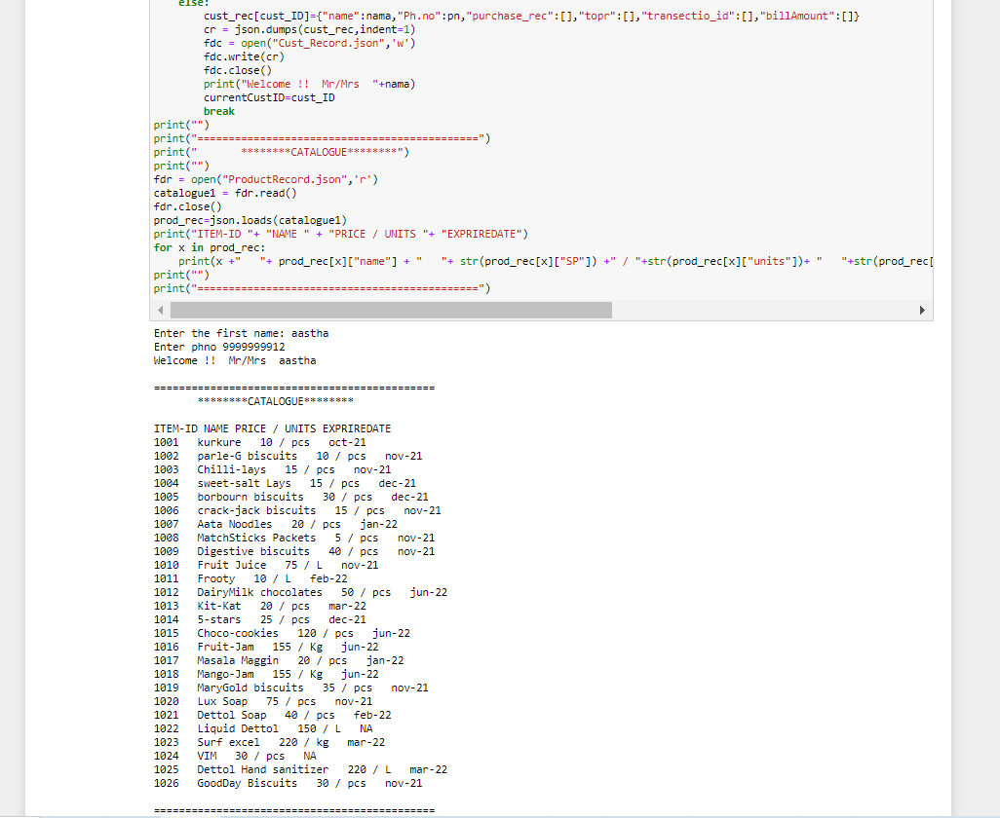 else:
cust_rec[cust_ID]={"name":nama,"Ph.no":pn,"purchase_rec":[],"topr":[],"transectio_id":[],"billAmount":[]}
cr = json.dumps(cust_rec,indent=1)
fdc = open("Cust_Record.json",'w')
fdc.write(cr)
fdc.close()
print("Welcome !!  Mr/Mrs  "+nama)
currentCustID=cust_ID
break
print("")
print("=============================================")
print("       ********CATALOGUE********")
print("")
fdr = open("ProductRecord.json",'r')
catalogue1 = fdr.read()
fdr.close()
prod_rec=json.loads(catalogue1)
print("ITEM-ID "+ "NAME " + "PRICE / UNITS "+ "EXPRIREDATE")
for x in prod_rec:
    print(x +"   "+ prod_rec[x]["name"] + "   "+ str(prod_rec[x]["SP"]) +" / "+str(prod_rec[x]["units"])+ "   "+str(prod_rec[
print("")
print("=============================================")
Enter the first name: aastha
Enter phno 9999999912
Welcome !!  Mr/Mrs  aastha
=============================================
       ********CATALOGUE********
ITEM-ID NAME PRICE / UNITS EXPRIREDATE
1001   kurkure   10 / pcs   oct-21
1002   parle-G biscuits   10 / pcs   nov-21
1003   Chilli-lays   15 / pcs   nov-21
1004   sweet-salt Lays   15 / pcs   dec-21
1005   borbourn biscuits   30 / pcs   dec-21
1006   crack-jack biscuits   15 / pcs   nov-21
1007   Aata Noodles   20 / pcs   jan-22
1008   MatchSticks Packets   5 / pcs   nov-21
1009   Digestive biscuits   40 / pcs   nov-21
1010   Fruit Juice   75 / L   nov-21
1011   Frooty   10 / L   feb-22
1012   DairyMilk chocolates   50 / pcs   jun-22
1013   Kit-Kat   20 / pcs   mar-22
1014   5-stars   25 / pcs   dec-21
1015   Choco-cookies   120 / pcs   jun-22
1016   Fruit-Jam   155 / Kg   jun-22
1017   Masala Maggin   20 / pcs   jan-22
1018   Mango-Jam   155 / Kg   jun-22
1019   MaryGold biscuits   35 / pcs   nov-21
1020   Lux Soap   75 / pcs   nov-21
1021   Dettol Soap   40 / pcs   feb-22
1022   Liquid Dettol   150 / L   NA
1023   Surf excel   220 / kg   mar-22
1024   VIM   30 / pcs   NA
1025   Dettol Hand sanitizer   220 / L   mar-22
1026   GoodDay Biscuits   30 / pcs   nov-21
=============================================